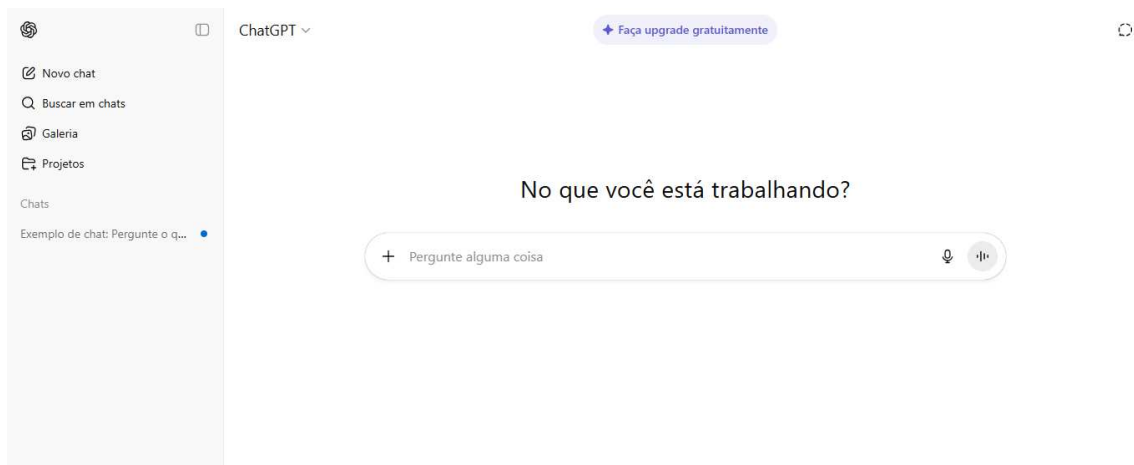 ChatGPT
Faça upgrade gratuitamente
Novo chat
Buscar em chats
Galeria
Projetos
Chats
Exemplo de chat: Pergunte o q...
No que você está trabalhando?
Pergunte alguma coisa